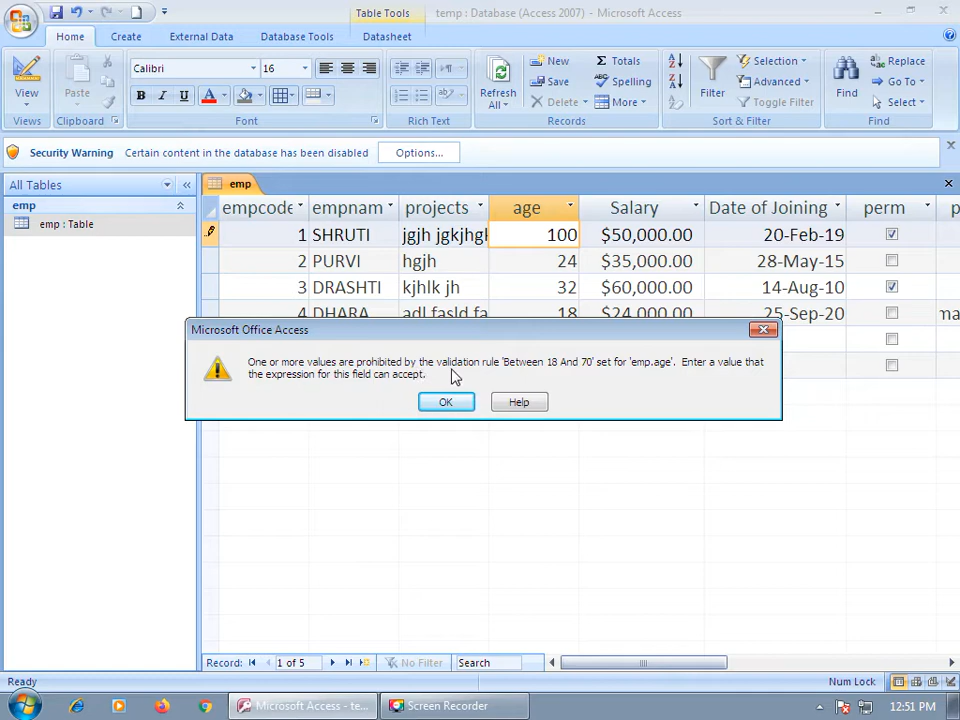 Table Tools
temp : Database (Access 2007) - Microsoft Access
Home
Create
External Data
Database Tools
Datasheet
View
Views
Paste
Clipboard
Calibri
16
B I U A
Font
Rich Text
Refresh
All
New
Save
Delete
Totals
Spelling
More
Records
Filter
Selection
Advanced
Toggle Filter
Sort & Filter
Find
Replace
Go To
Select
Find
Security Warning Certain content in the database has been disabled
Options...
All Tables
emp
emp : Table
emp
empcode empnam projects age Salary Date of Joining perm
1 SHRUTI 100 $50,000.00 20-Feb-19
2 PURVI hgjh 24 $35,000.00 28-May-15
3 DRASHTI kjhlk jh 32 $60,000.00 14-Aug-10
4 DHARA adl fasld fa 18 $24,000.00 25-Sep-20 ma
Microsoft Office Access
One or more values are prohibited by the validation rule 'Between 18 And 70' set for 'emp.age'. Enter a value that
the expression for this field can accept.
OK
Help
Record: 1 of 5 No Filter Search
Ready
Num Lock
Microsoft Access - te...
Screen Recorder
12:51 PM